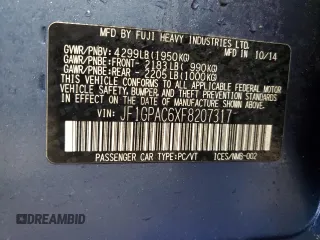 MFD BY FUJI HEAVY INDUSTRIES LTD.
10/14
GVWR/PNBV: 4299LB(1950KG)
GAWR/PNBE:FRONT- 2183LB( 990KG)
GAWR/PNBE:REAR - 2205LB(1000KG)
THIS VEHICLE CONFORMS TO ALL APPLICABLE
FEDERAL MOTOR VEHICLE SAFETY, BUMPER,
AND THEFT PREVENTION STANDARDS IN EFFECT
ON THE DATE OF MANUFACTURE SHOWN ABOVE.
VIN: JF1GPAC6XF8207317
PASSENGER CAR TYPE:PC/VT ICES/NMB-002
DREAMBID
DREAMBID